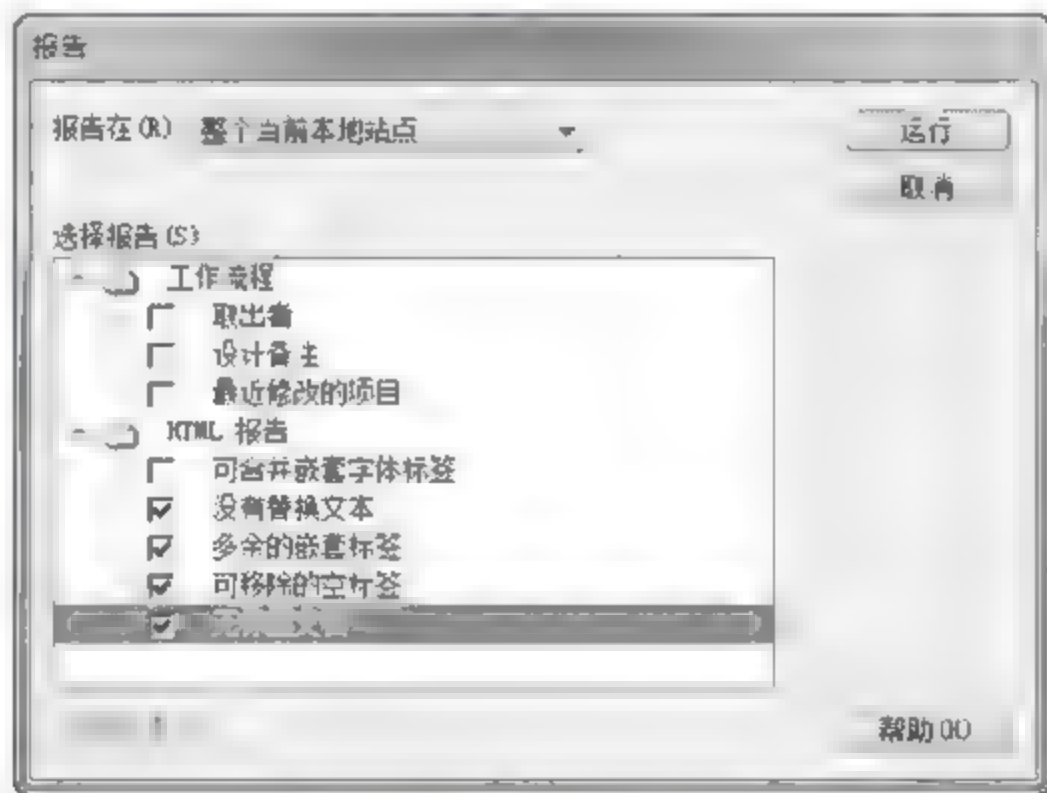 报告
报告在(R) 整个当前本地站点
运行
取消
选择报告(S)
工作流程
取出者
设计备注
最近修改的项目
HTML 报告
可合并嵌套字体标签
没有替换文本
多余的嵌套标签
可移除的空标签
帮助(H)